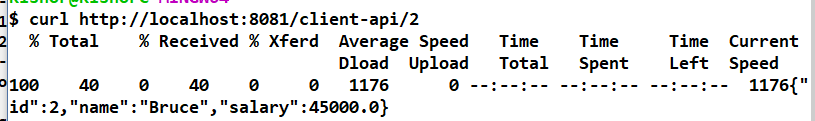 $ curl http://localhost:8081/client-api/2
% Total % Received % Xferd Average Speed Time Time Time Current
Dload Upload Total Spent Left Speed
100 40 0 40 0 0 1176 0 --:--:-- --:--:-- --:--:-- 1176{"
id":2,"name":"Bruce","salary":45000.0}